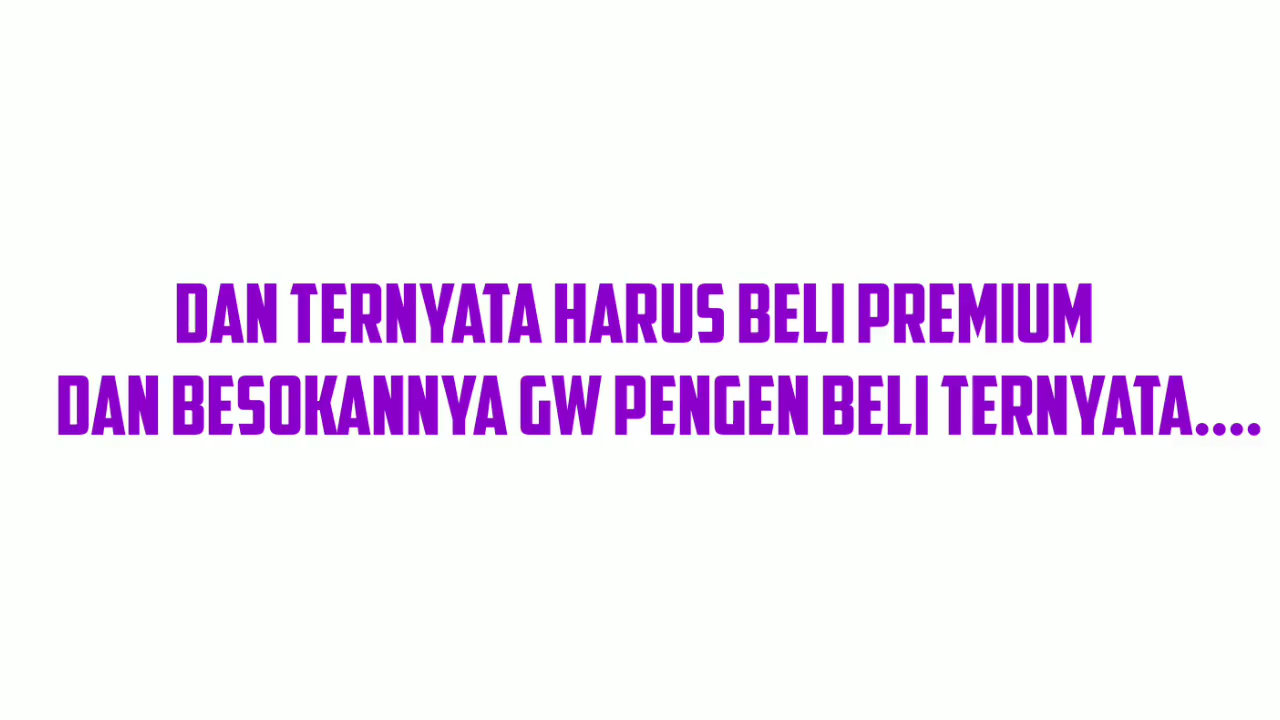 DAN TERNYATA HARUS BELI PREMIUM
DAN BESOKANNYA GW PENGEN BELI TERNYATA....